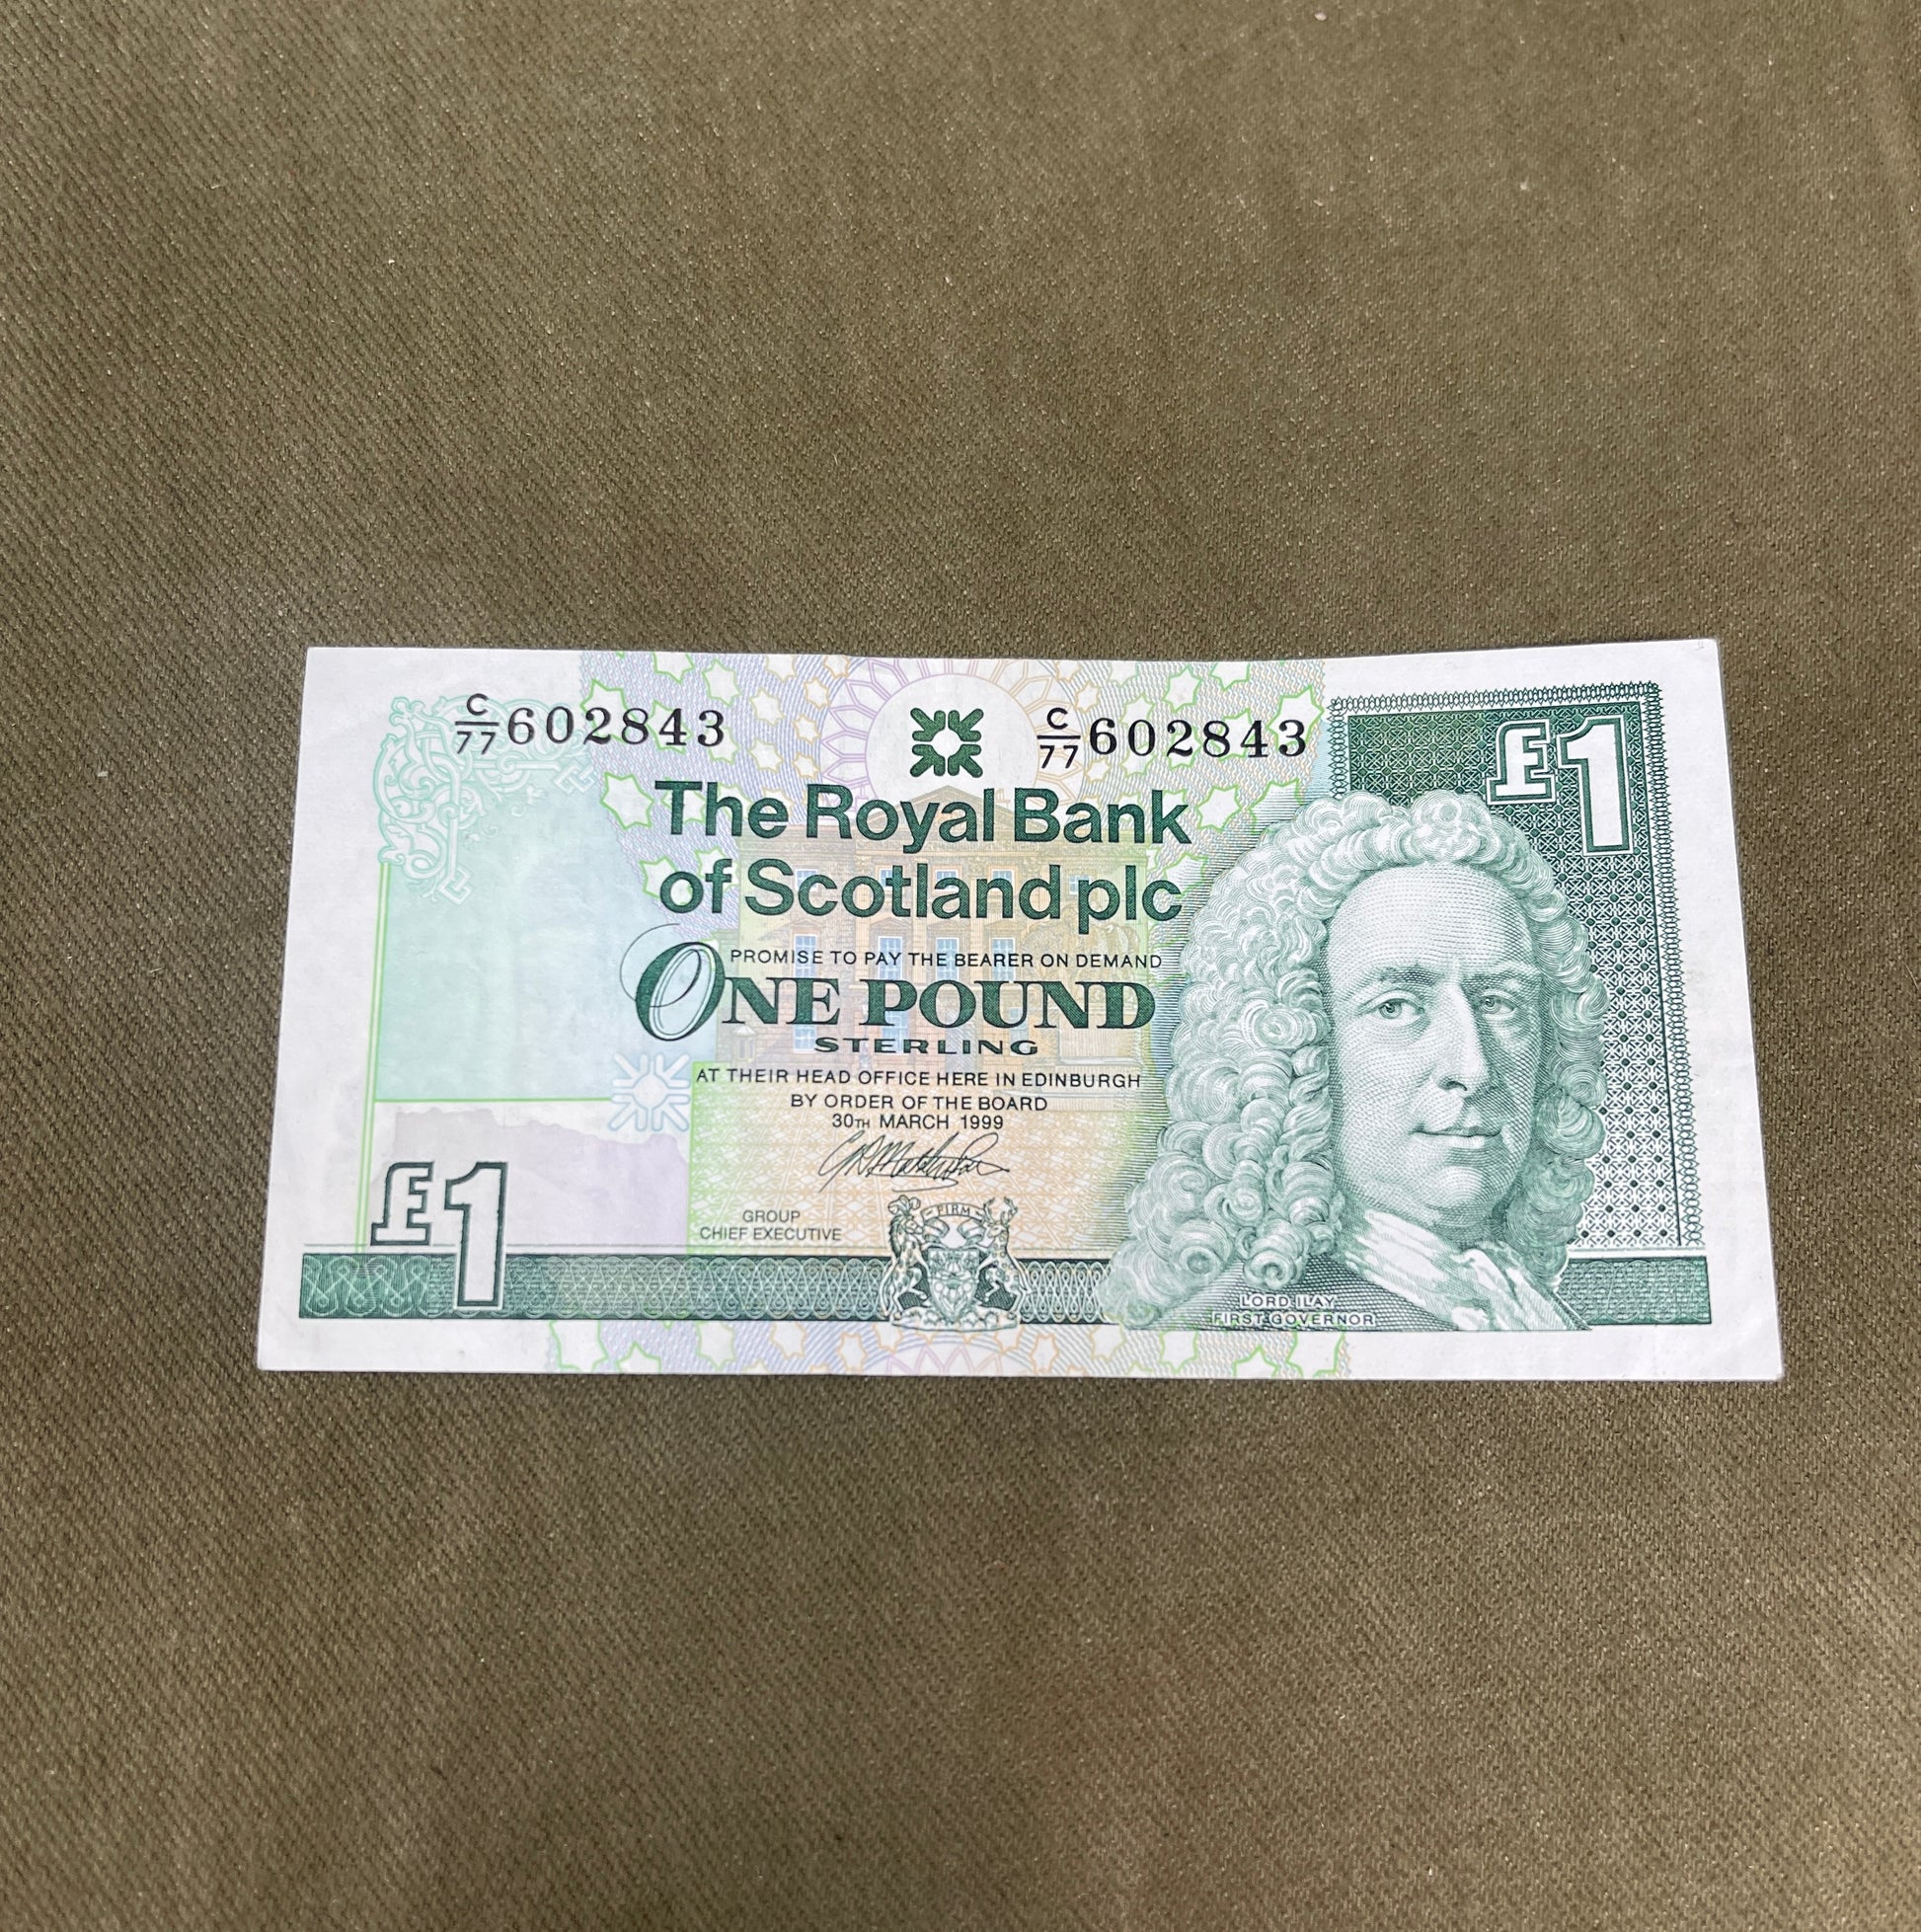 C/77 602843
C/77 602843
£1
The Royal Bank
of Scotland plc
PROMISE TO PAY THE BEARER ON DEMAND
ONE POUND
STERLING
AT THEIR HEAD OFFICE HERE IN EDINBURGH
BY ORDER OF THE BOARD
30TH MARCH 1999
GROUP
CHIEF EXECUTIVE
£1
FIRM
LORD ILAY
FIRST GOVERNOR